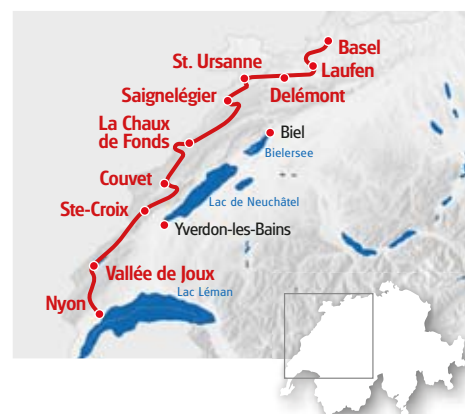 Basel
St. Ursanne
Laufen
Saignelégier
Delémont
La Chaux
de Fonds
Biel
Bielersee
Couvet
Ste-Croix
Lac de Neuchâtel
Yverdon-les-Bains
Vallée de Joux
Lac Léman
Nyon